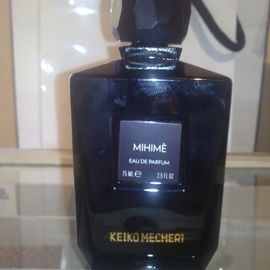 MIHIMÈ
EAU DE PARFUM
75 ML ℮ 2.5 FL.OZ
KEIKO MECHERI